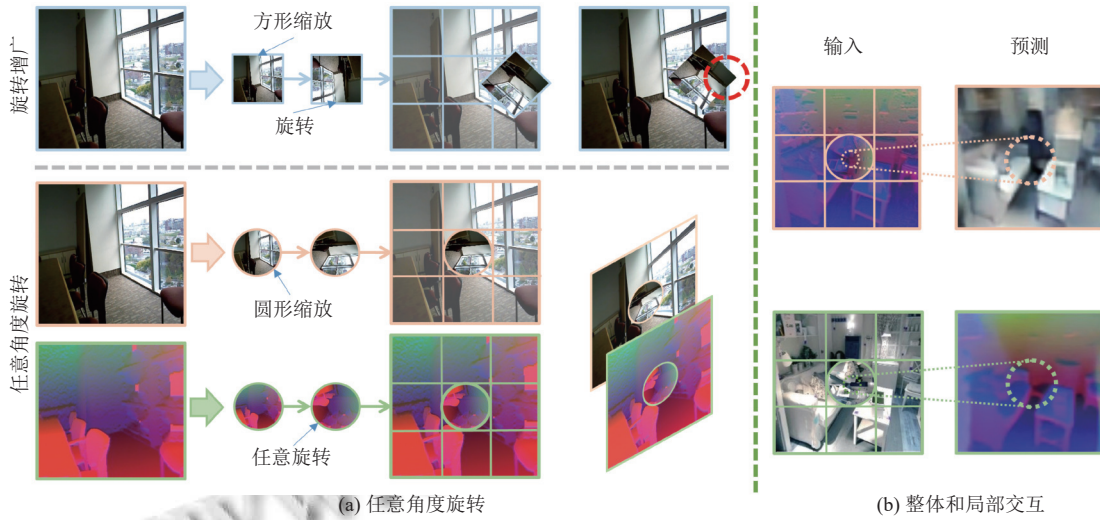 旋转增广
方形缩放
旋转
任意角度旋转
圆形缩放
任意旋转
(a) 任意角度旋转
输入
预测
(b) 整体和局部交互